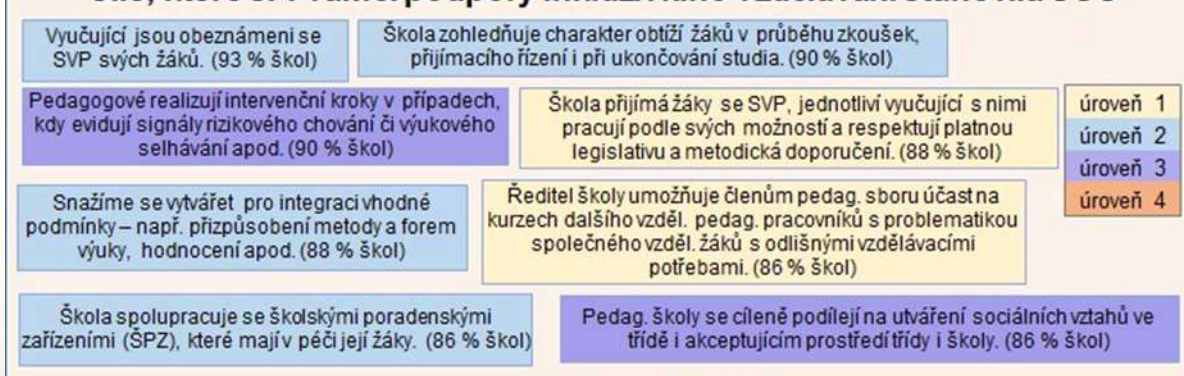 Vyučující jsou obeznámeni se
SVP svých žáků. (93 % škol)
Škola zohledňuje charakter obtíží žáků v průběhu zkoušek,
přijímacího řízení i při ukončování studia. (90 % škol)
Pedagogové realizují intervenční kroky v případech,
kdy evidují signály rizikového chování či výukového
selhávání apod. (90 % škol)
Škola přijímá žáky se SVP, jednotliví vyučující s nimi
pracují podle svých možností a respektují platnou
legislativu a metodická doporučení. (88 % škol)
úroveň 1
úroveň 2
úroveň 3
úroveň 4
Snažíme se vytvářet pro integraci vhodné
podmínky – např. přizpůsobení metody a forem
výuky, hodnocení apod. (88 % škol)
Ředitel školy umožňuje členům pedag. sboru účast na
kurzech dalšího vzděl. pedag. pracovníků s problematikou
společného vzděl. žáků s odlišnými vzdělávacími
potřebami. (86 % škol)
Škola spolupracuje se školskými poradenskými
zařízeními (ŠPZ), které mají v péči její žáky. (86 % škol)
Pedag. školy se cíleně podílejí na utváření sociálních vztahů ve
třídě i akceptujícím prostředí třídy i školy. (86 % škol)